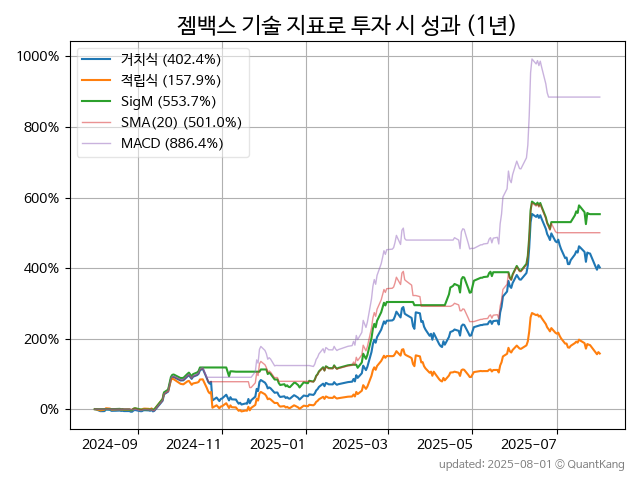 젬백스 기술 지표로 투자 시 성과 (1년)
1000%
800%
600%
400%
200%
0%
거치식 (402.4%)
적립식 (157.9%)
SigM (553.7%)
SMA(20) (501.0%)
MACD (886.4%)
2024-09
2024-11
2025-01
2025-03
2025-05
2025-07
updated: 2025-08-01 © QuantKang